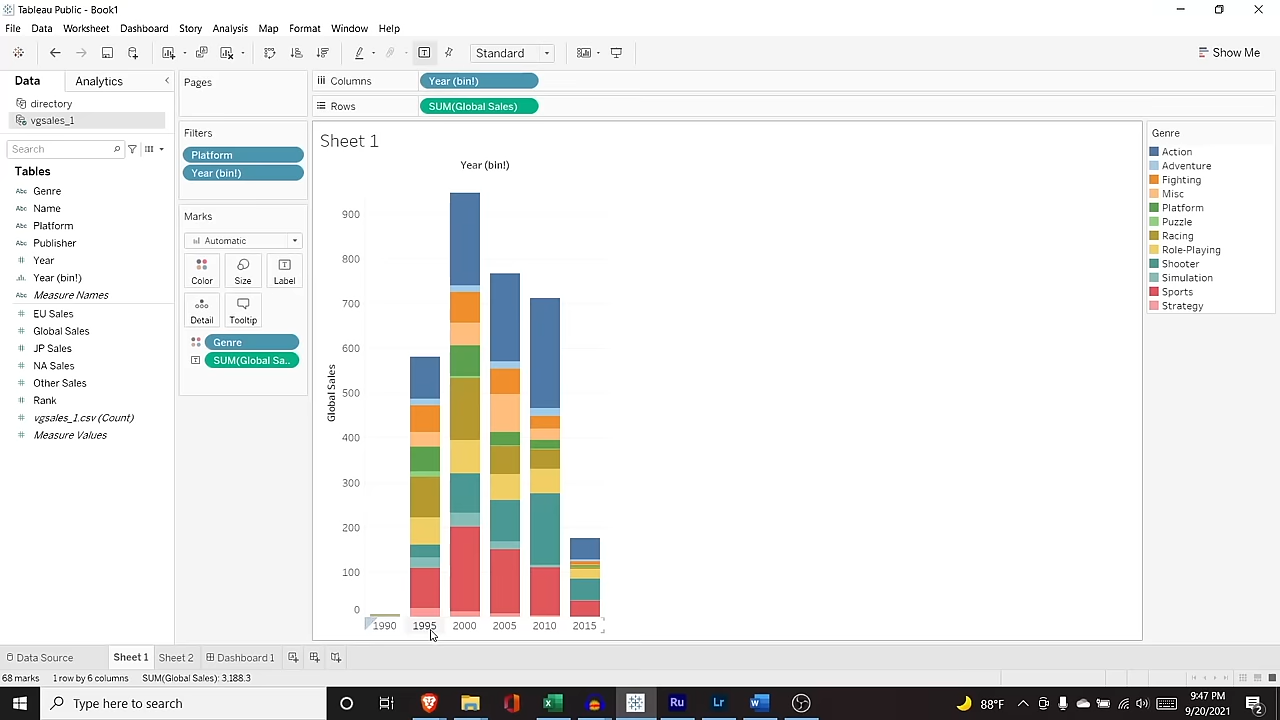 Tableau Public - Book1
File Data Worksheet Dashboard Story Analysis Map Format Window Help
Standard
Show Me
Data Analytics
directory
vgsales_1
Search
Tables
Abc Genre
Abc Name
Abc Platform
Abc Publisher
# Year
Year (bin!)
Abc Measure Names
# EU Sales
# Global Sales
# JP Sales
# NA Sales
# Other Sales
# Rank
# vgsales_1.csv (Count)
# Measure Values
Pages
Filters
Platform
Year (bin!)
Marks
Automatic
Color Size Label
Detail Tooltip
Genre
SUM(Global Sa..
Columns Year (bin!)
Rows SUM(Global Sales)
Sheet 1
Year (bin!)
900
800
700
600
500
400
300
200
100
0
Global Sales
1990 1995 2000 2005 2010 2015
Genre
Action
Adventure
Fighting
Misc
Platform
Puzzle
Racing
Role-Playing
Shooter
Simulation
Sports
Strategy
Data Source Sheet 1 Sheet 2 Dashboard 1
68 marks 1 row by 6 columns SUM(Global Sales): 3,188.3
Type here to search
Ru
Lr
88°F
9:47 PM
9/20/2021